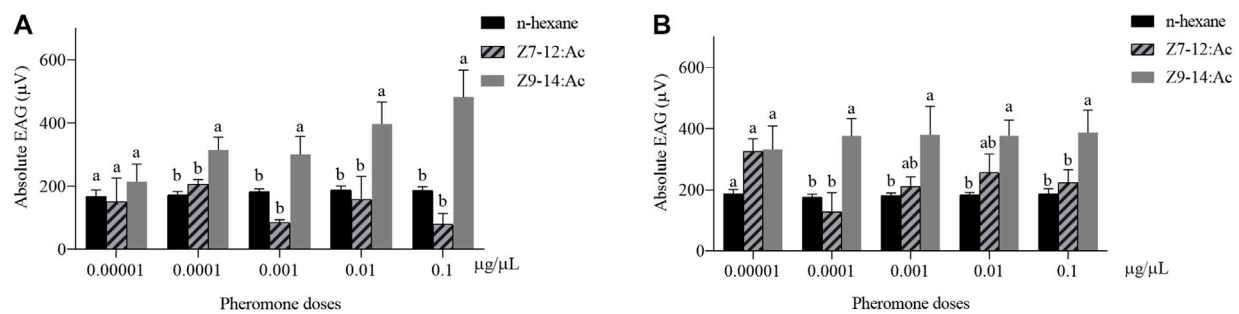 A
n-hexane
Z7-12:Ac
Z9-14:Ac
Absolute EAG (µV)
600
400
200
0
a a a
b b a
b b a
b b a
b b a
0.00001 0.0001 0.001 0.01 0.1 µg/µL
Pheromone doses
B
n-hexane
Z7-12:Ac
Z9-14:Ac
Absolute EAG (µV)
600
400
200
0
a a a
b b a
b ab a
b ab a
b b a
0.00001 0.0001 0.001 0.01 0.1 µg/µL
Pheromone doses